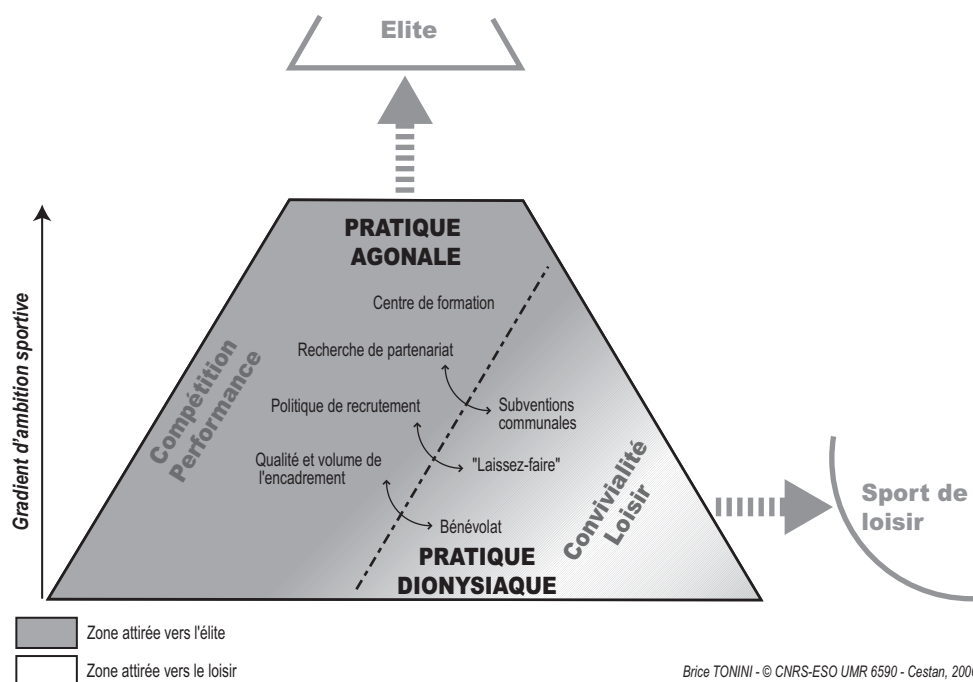 Elite
PRATIQUE
AGONALE
Centre de formation
Recherche de partenariat
Politique de recrutement
Subventions
communales
Qualité et volume de
l'encadrement
"Laissez-faire"
Bénévolat
PRATIQUE
DIONYSIAQUE
Compétition
Performance
Convivialité
Loisir
Gradient d'ambition sportive
Sport de
loisir
Zone attirée vers l'élite
Zone attirée vers le loisir
Brice TONINI - © CNRS-ESO UMR 6590 - Cestan, 200